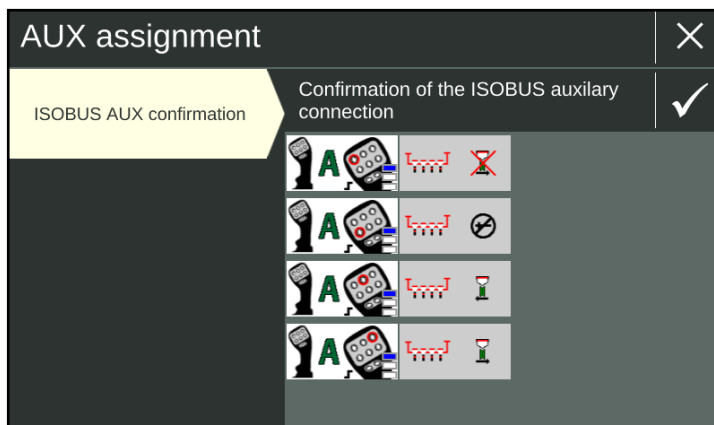 AUX assignment
ISOBUS AUX confirmation
Confirmation of the ISOBUS auxilary
connection
A
A
A
A